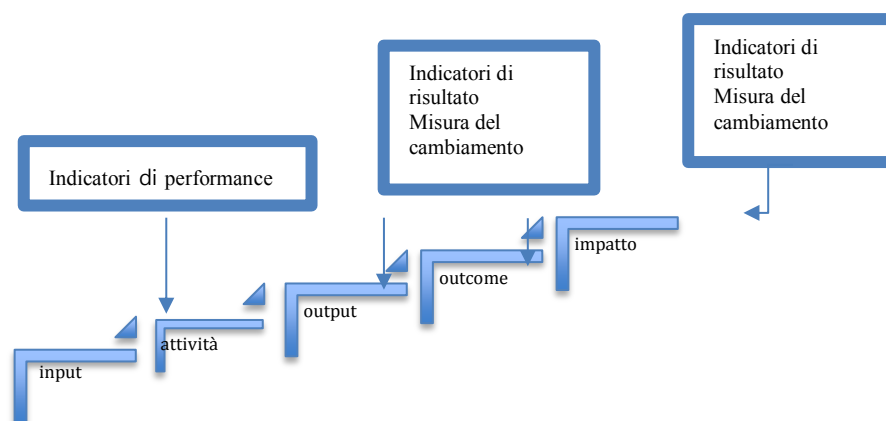 Indicatori di performance
Indicatori di
risultato
Misura del
cambiamento
Indicatori di
risultato
Misura del
cambiamento
input
attività
output
outcome
impatto